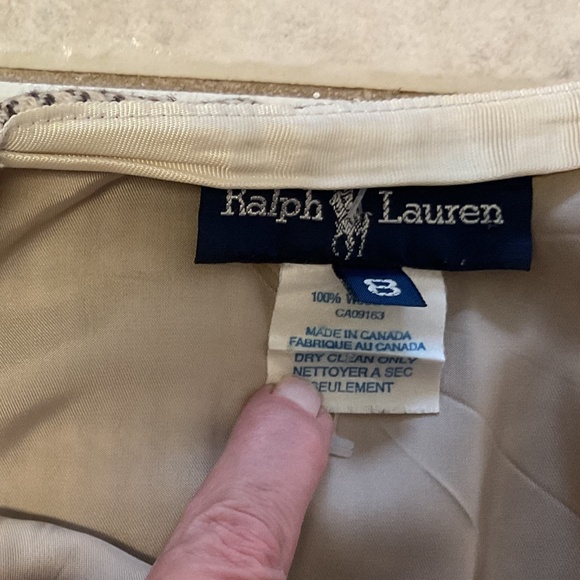 Ralph Lauren
8
100%
CA09163
MADE IN CANADA
FABRIQUE AU CANADA
DRY CLEAN ONLY
NETTOYER A SEC
SEULEMENT